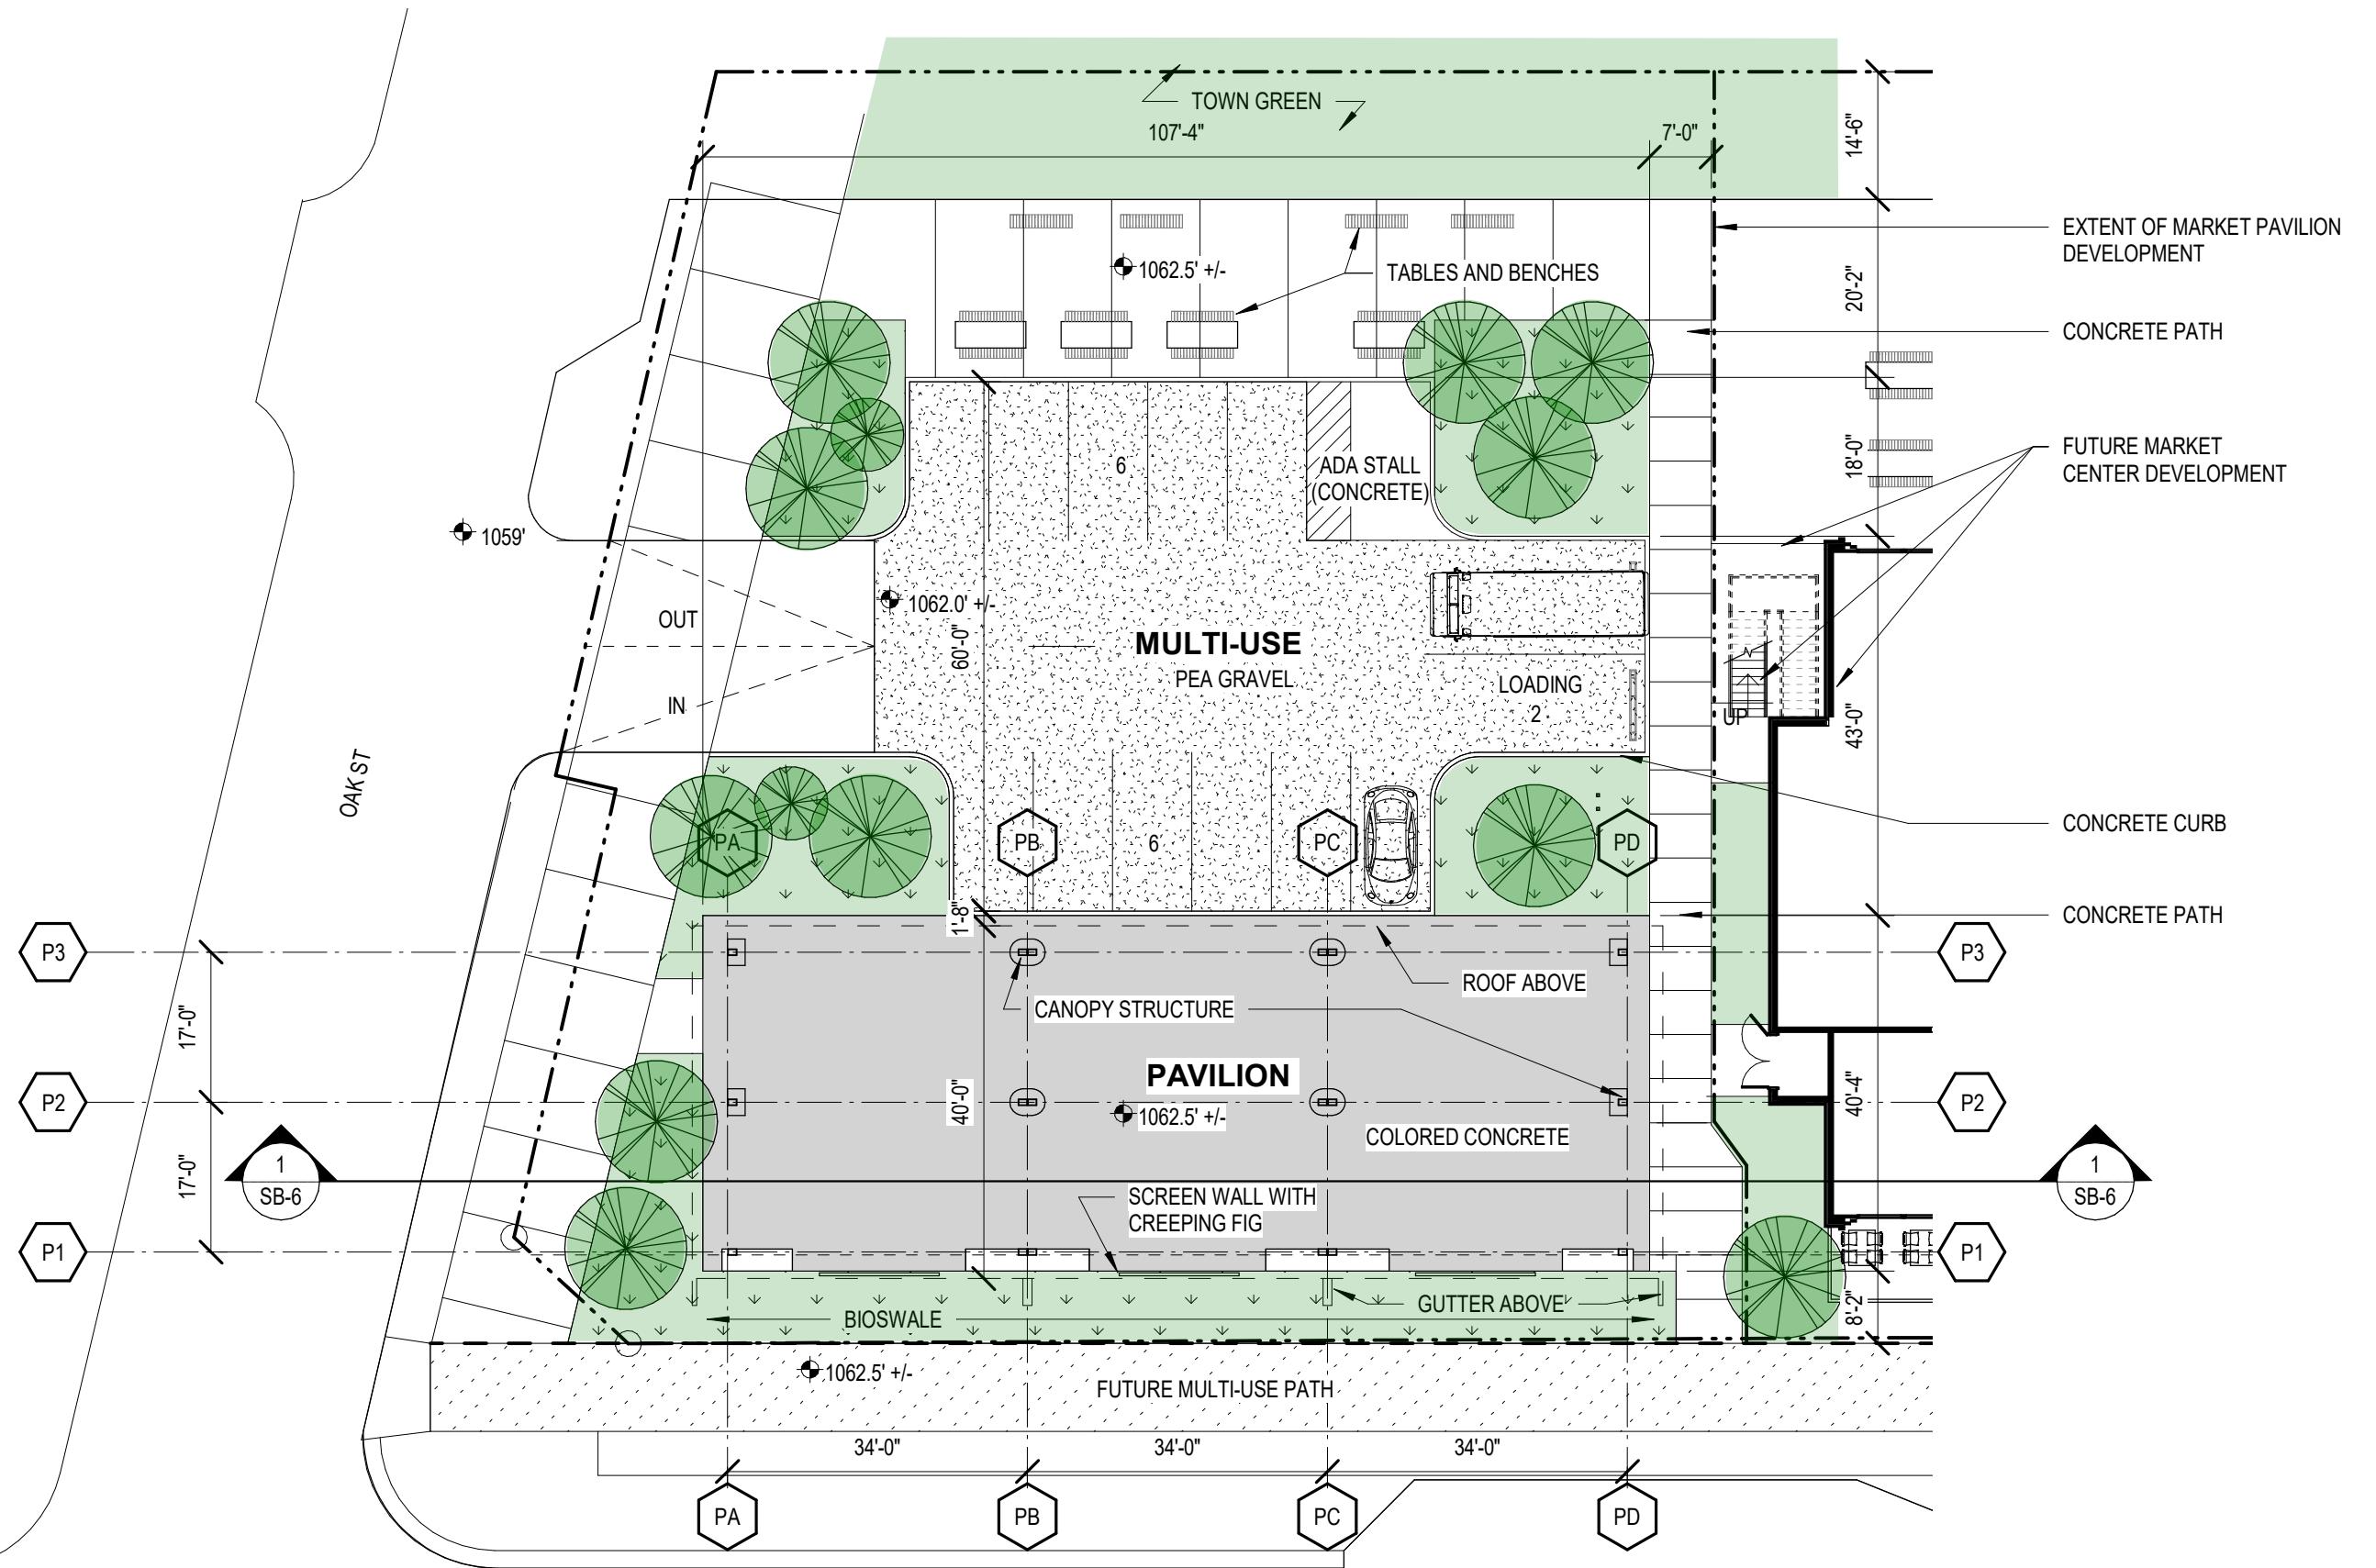 TOWN GREEN
107'-4"
7'-0"
14'-6"
EXTENT OF MARKET PAVILION
DEVELOPMENT
1062.5' +/-
TABLES AND BENCHES
20'-2"
CONCRETE PATH
6
ADA STALL
(CONCRETE)
18'-0"
FUTURE MARKET
CENTER DEVELOPMENT
1059'
1062.0' +/-
OUT
60'-0"
MULTI-USE
PEA GRAVEL
IN
LOADING
2
UP
43'-0"
OAK ST
PA
PB
6
PC
PD
CONCRETE CURB
1'-8"
CONCRETE PATH
P3
P3
ROOF ABOVE
CANOPY STRUCTURE
17'-0"
PAVILION
40'-0"
1062.5' +/-
40'-4"
P2
P2
COLORED CONCRETE
17'-0"
1
SB-6
1
SB-6
SCREEN WALL WITH
CREEPING FIG
P1
P1
GUTTER ABOVE
BIOSWALE
8'-2"
1062.5' +/-
FUTURE MULTI-USE PATH
34'-0"
34'-0"
34'-0"
PA
PB
PC
PD